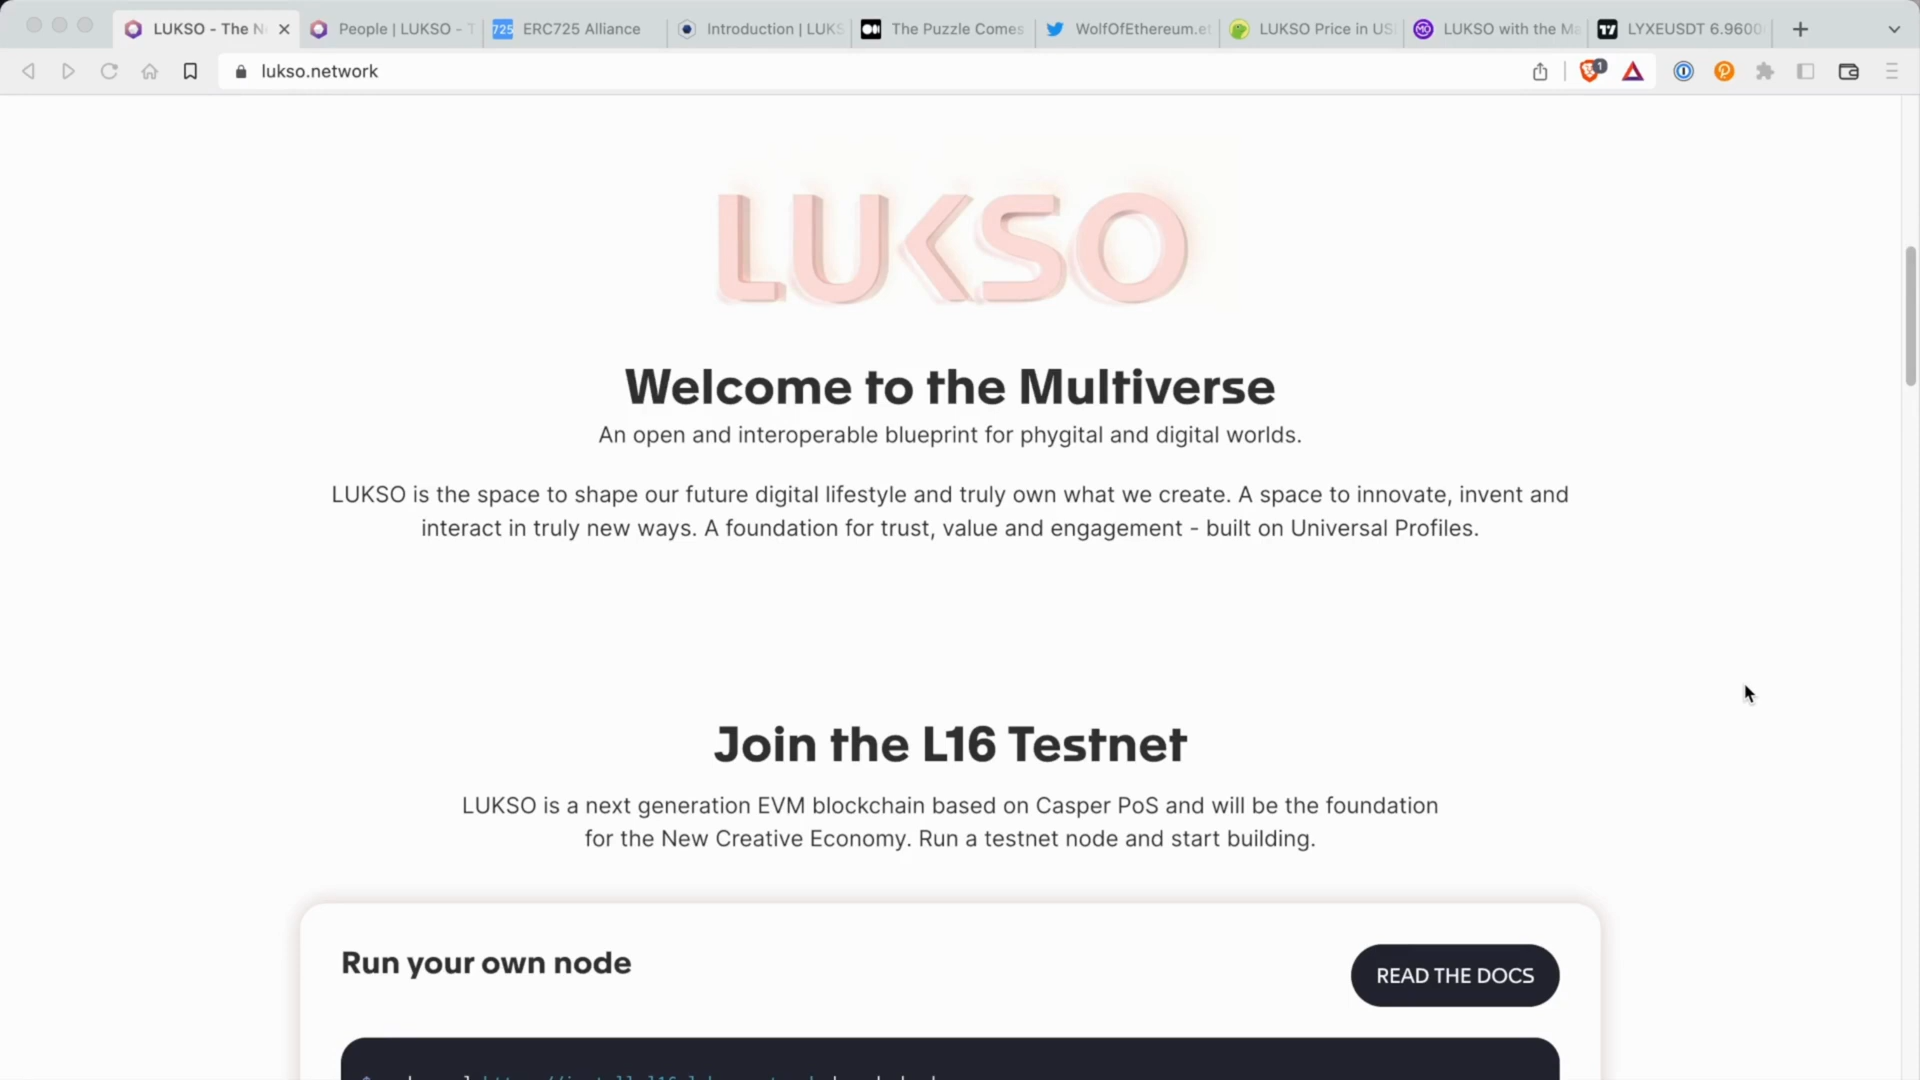 LUKSO - The N
People | LUKSO - T
725
ERC725 Alliance
Introduction | LUKS
The Puzzle Comes
WolfOfEthereum.et
LUKSO Price in US
LUKSO with the Ma
LYXEUSDT 6.9600
lukso.network
1
LUKSO
Welcome to the Multiverse
An open and interoperable blueprint for phygital and digital worlds.
LUKSO is the space to shape our future digital lifestyle and truly own what we create. A space to innovate, invent and
interact in truly new ways. A foundation for trust, value and engagement - built on Universal Profiles.
Join the L16 Testnet
LUKSO is a next generation EVM blockchain based on Casper PoS and will be the foundation
for the New Creative Economy. Run a testnet node and start building.
Run your own node
READ THE DOCS